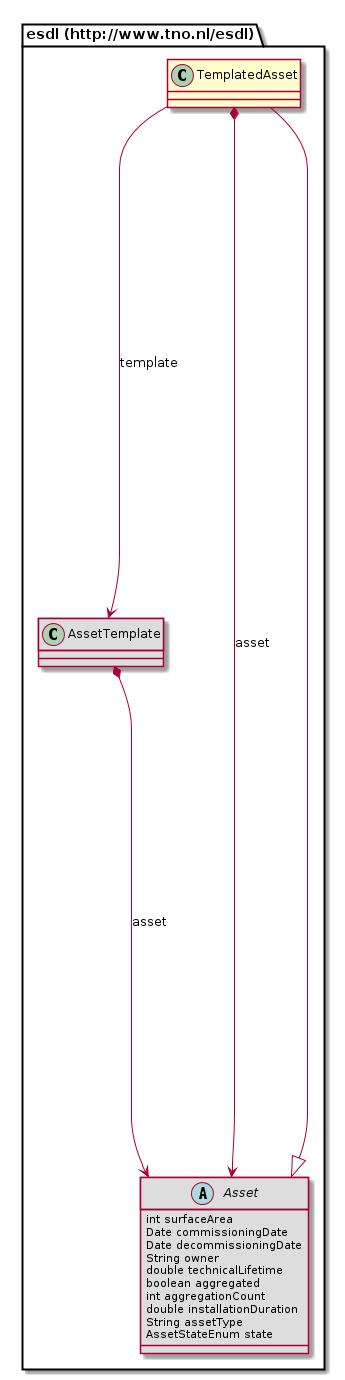 esdl (http://www.tno.nl/esdl)
C TemplatedAsset
template
asset
C AssetTemplate
asset
A Asset
int surfaceArea
Date commissioningDate
Date decommissioningDate
String owner
double technicalLifetime
boolean aggregated
int aggregationCount
double installationDuration
String assetType
AssetStateEnum state